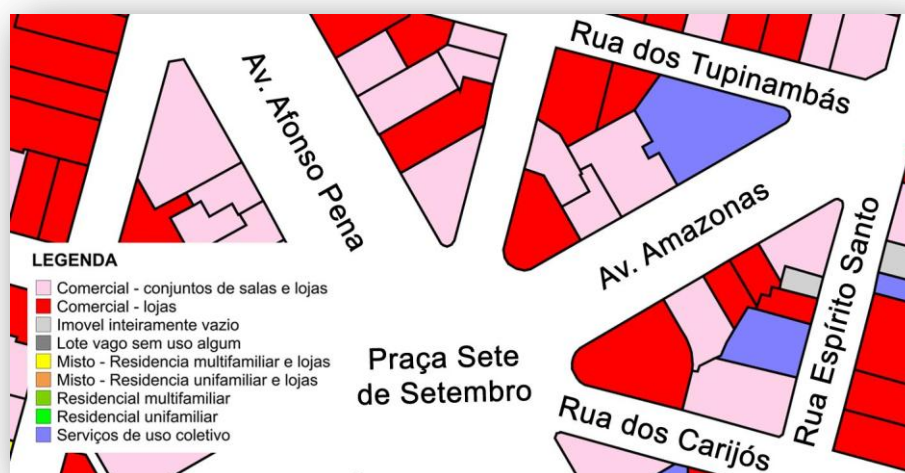 Rua dos Tupinambás
Av. Afonso Pena
Av. Amazonas
Rua Espírito Santo
Praça Sete
de Setembro
Rua dos Carijós
LEGENDA
Comercial - conjuntos de salas e lojas
Comercial - lojas
Imovel inteiramente vazio
Lote vago sem uso algum
Misto - Residencia multifamiliar e lojas
Misto - Residencia unifamiliar e lojas
Residencial multifamiliar
Residencial unifamiliar
Serviços de uso coletivo